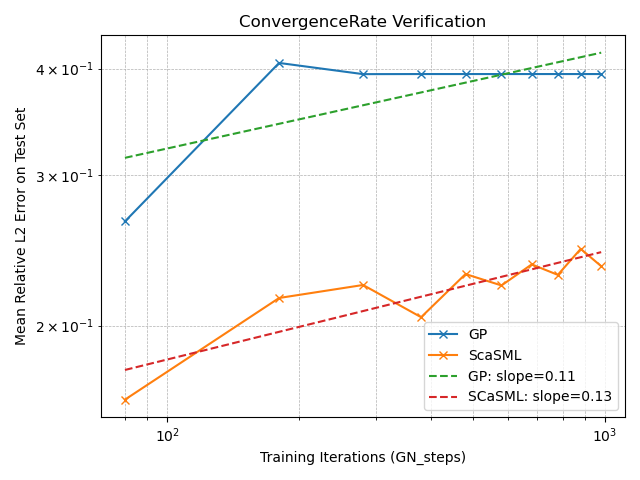 ConvergenceRate Verification
Mean Relative L2 Error on Test Set
4 × 10⁻¹
3 × 10⁻¹
2 × 10⁻¹
GP
ScaSML
GP: slope=0.11
SCaSML: slope=0.13
10²
10³
Training Iterations (GN_steps)